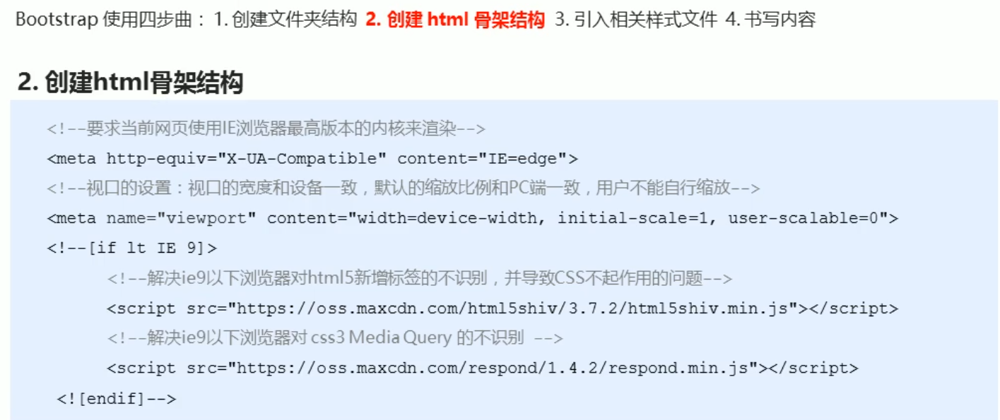 Bootstrap 使用四步曲：1. 创建文件夹结构 2. 创建 html 骨架结构 3. 引入相关样式文件 4. 书写内容
2. 创建html骨架结构
<!--要求当前网页使用IE浏览器最高版本的内核来渲染-->
<meta http-equiv="X-UA-Compatible" content="IE=edge">
<!--视口的设置：视口的宽度和设备一致，默认的缩放比例和PC端一致，用户不能自行缩放-->
<meta name="viewport" content="width=device-width, initial-scale=1, user-scalable=0">
<!--[if lt IE 9]>
<!--解决ie9以下浏览器对html5新增标签的不识别，并导致CSS不起作用的问题-->
<script src="https://oss.maxcdn.com/html5shiv/3.7.2/html5shiv.min.js"></script>
<!--解决ie9以下浏览器对 css3 Media Query 的不识别 -->
<script src="https://oss.maxcdn.com/respond/1.4.2/respond.min.js"></script>
<![endif]-->